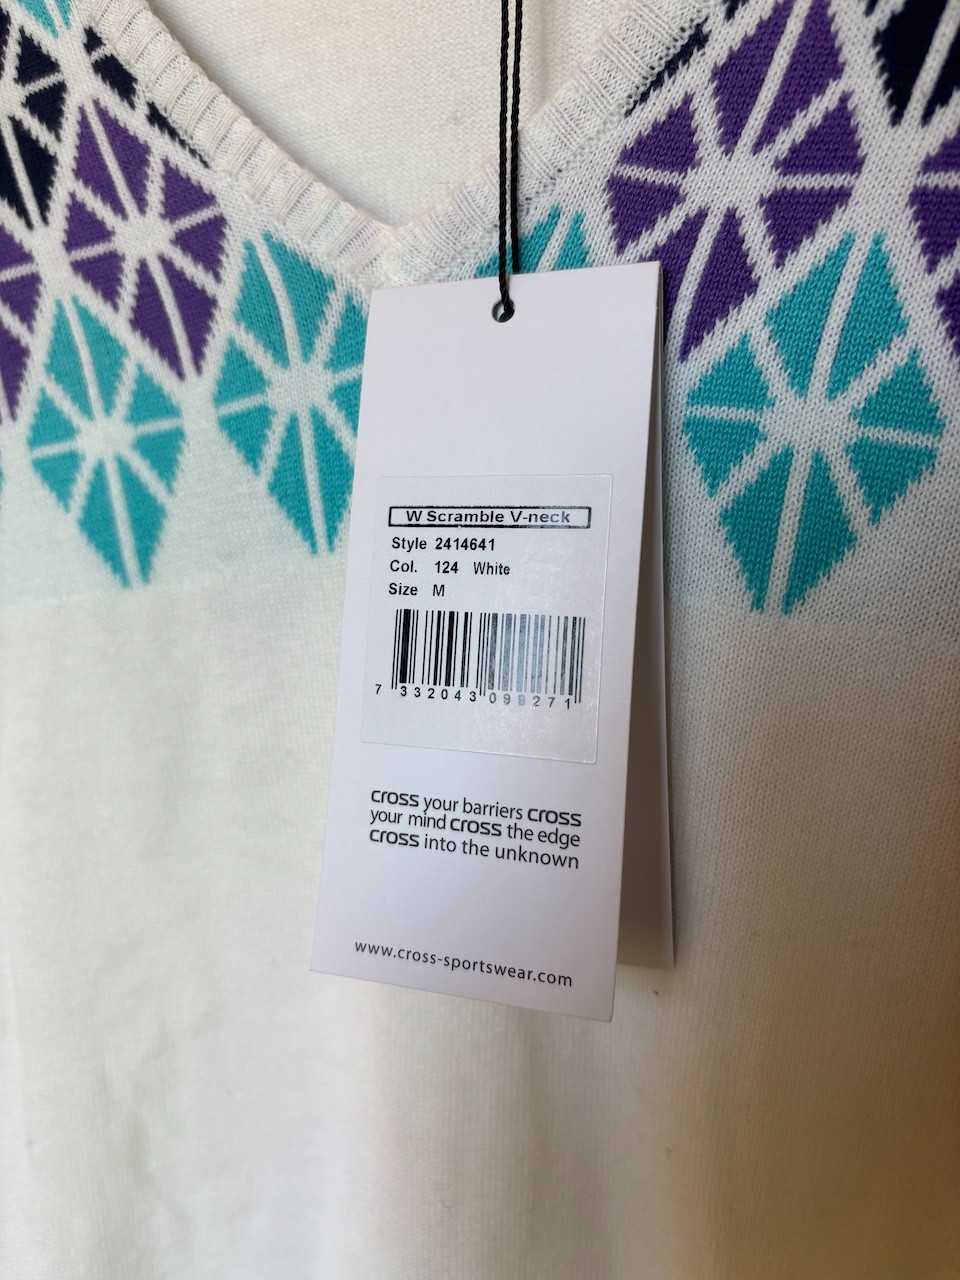 W Scramble V-neck
Style 2414641
Col. 124 White
Size M
7 332043 099271
cross your barriers cross
your mind cross the edge
cross into the unknown
www.cross-sportswear.com